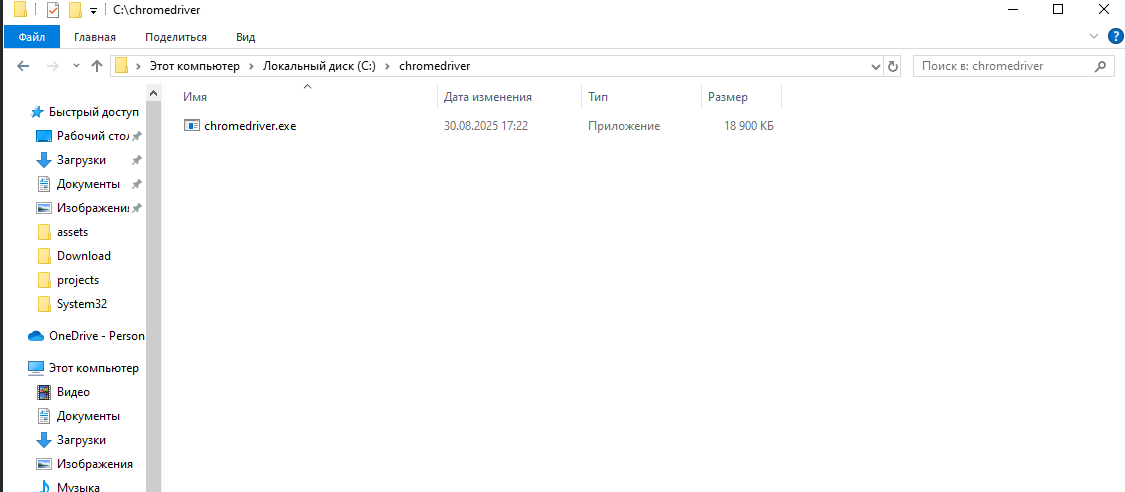 C:\chromedriver
Файл Главная Поделиться Вид
Этот компьютер Локальный диск (C:) chromedriver Поиск в: chromedriver
Имя Дата изменения Тип Размер
chromedriver.exe 30.08.2025 17:22 Приложение 18 900 КБ
Быстрый доступ
Рабочий стол
Загрузки
Документы
Изображения
assets
Download
projects
System32
OneDrive - Person
Этот компьютер
Видео
Документы
Загрузки
Изображения
Музыка